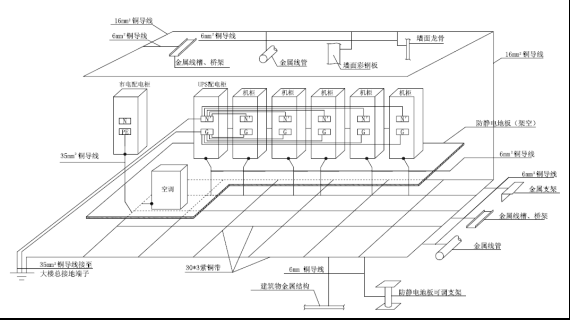 16mm²铜导线
6mm²铜导线
6mm²铜导线
墙面龙骨
金属线槽、桥架
金属线管
墙面彩钢板
16mm²铜导线
市电配电柜
UPS配电柜
机柜
机柜
机柜
机柜
机柜
N
PE
N
N
N
N
N
N
G
G
G
G
G
G
防静电地板（架空）
35mm²铜导线
6mm²铜导线
空调
6mm²铜导线
金属支架
金属线槽、桥架
金属线管
35mm²铜导线接至
大楼总接地端子
30*3紫铜带
6mm 铜导线
建筑物金属结构
防静电地板可调支架